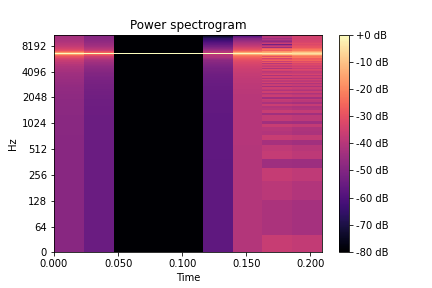 Power spectrogram
8192
4096
2048
1024
512
256
128
64
0
Hz
0.000 0.050 0.100 0.150 0.200
Time
+0 dB
-10 dB
-20 dB
-30 dB
-40 dB
-50 dB
-60 dB
-70 dB
-80 dB